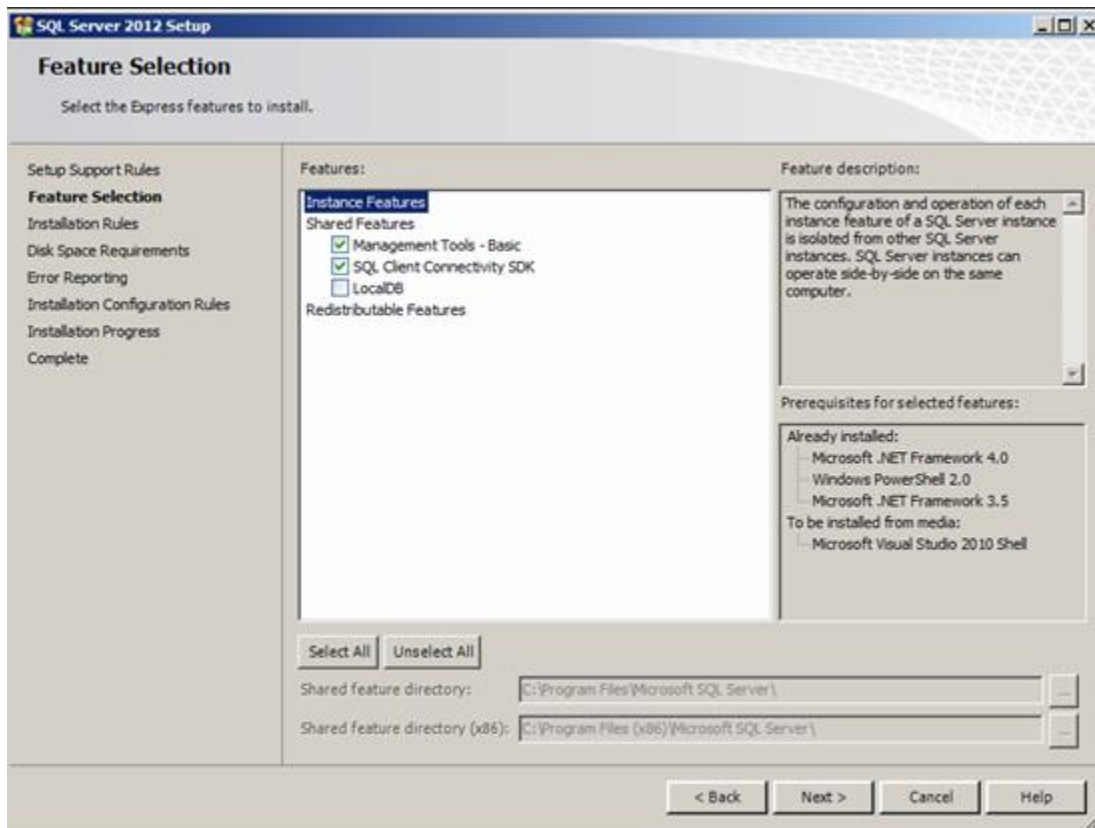 SQL Server 2012 Setup
Feature Selection
Select the Express features to install.
Setup Support Rules
Feature Selection
Installation Rules
Disk Space Requirements
Error Reporting
Installation Configuration Rules
Installation Progress
Complete
Features:
Instance Features
Shared Features
Management Tools - Basic
SQL Client Connectivity SDK
LocalDB
Redistributable Features
Feature description:
The configuration and operation of each
instance feature of a SQL Server instance
is isolated from other SQL Server
instances. SQL Server instances can
operate side-by-side on the same
computer.
Prerequisites for selected features:
Already installed:
Microsoft .NET Framework 4.0
Windows PowerShell 2.0
Microsoft .NET Framework 3.5
To be installed from media:
Microsoft Visual Studio 2010 Shell
Select All Unselect All
Shared feature directory: C:\Program Files\Microsoft SQL Server\ ...
Shared feature directory (x86): C:\Program Files (x86)\Microsoft SQL Server\ ...
< Back Next > Cancel Help